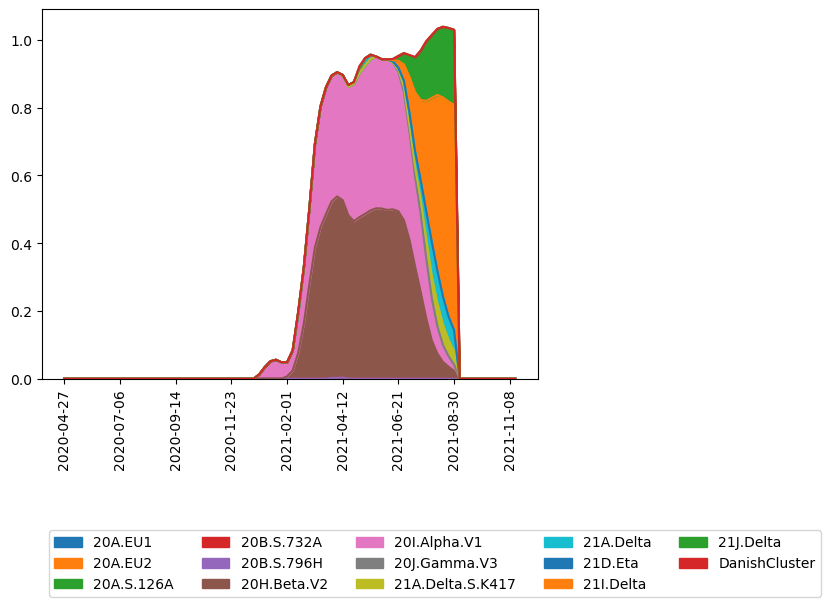 1.0
0.8
0.6
0.4
0.2
0.0
2020-04-27
2020-07-06
2020-09-14
2020-11-23
2021-02-01
2021-04-12
2021-06-21
2021-08-30
2021-11-08
20A.EU1
20B.S.732A
20I.Alpha.V1
21A.Delta
21J.Delta
20A.EU2
20B.S.796H
20J.Gamma.V3
21D.Eta
DanishCluster
20A.S.126A
20H.Beta.V2
21A.Delta.S.K417
21I.Delta